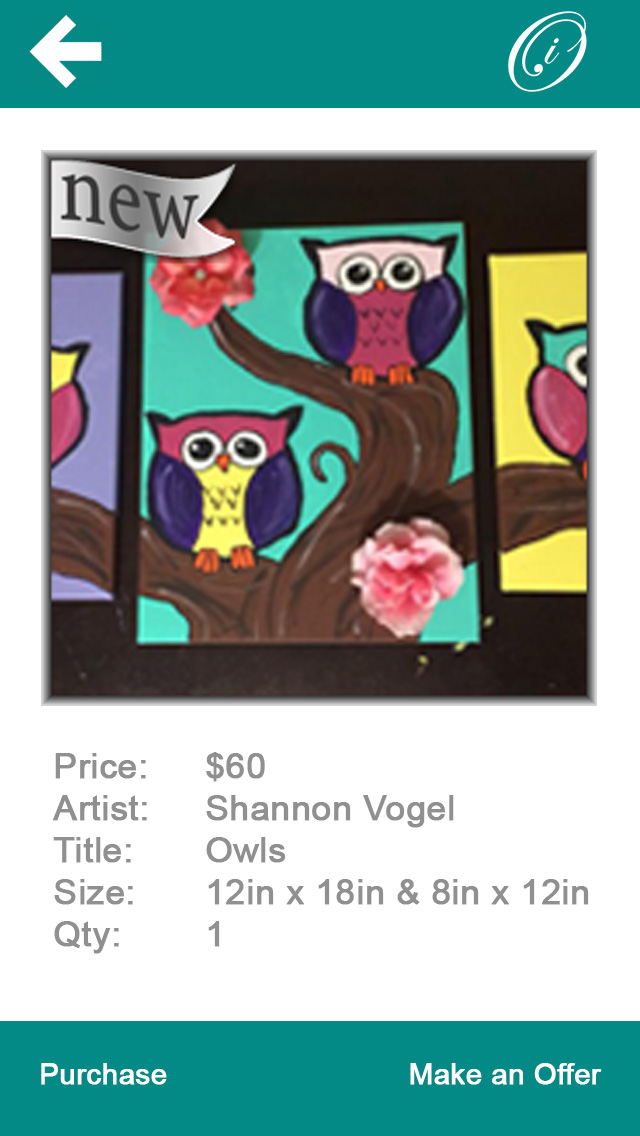 i
new
Price: $60
Artist: Shannon Vogel
Title: Owls
Size: 12in x 18in & 8in x 12in
Qty: 1
Purchase Make an Offer